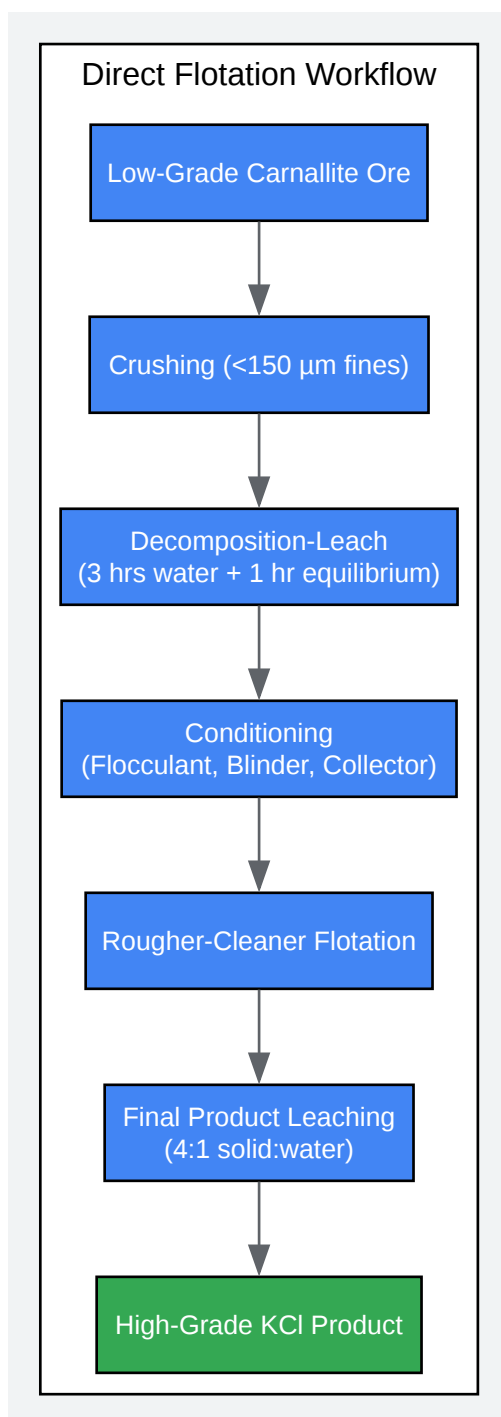 Direct Flotation Workflow
Low-Grade Carnallite Ore
Crushing (<150 µm fines)
Decomposition-Leach
(3 hrs water + 1 hr equilibrium)
Conditioning
(Flocculant, Blinder, Collector)
Rougher-Cleaner Flotation
Final Product Leaching
(4:1 solid:water)
High-Grade KCl Product